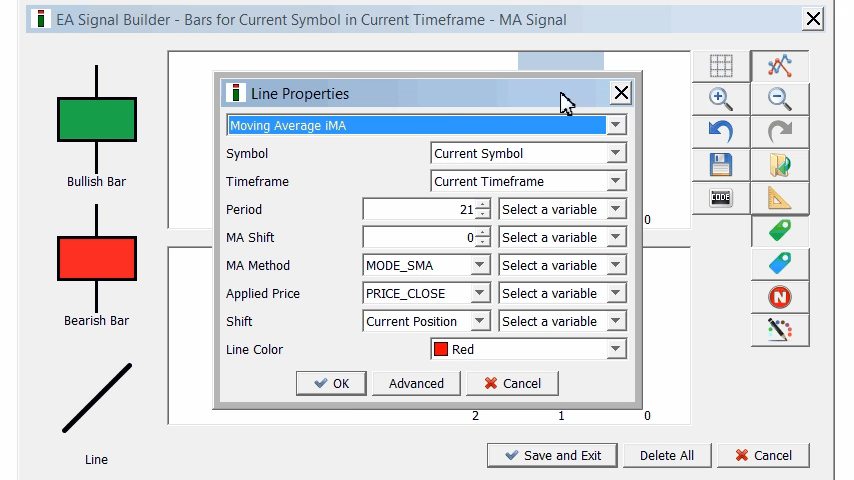 EA Signal Builder - Bars for Current Symbol in Current Timeframe - MA Signal
Line Properties
Moving Average iMA
Symbol Current Symbol
Timeframe Current Timeframe
Period 21 Select a variable
MA Shift 0 Select a variable
MA Method MODE_SMA Select a variable
Applied Price PRICE_CLOSE Select a variable
Shift Current Position Select a variable
Line Color Red
OK Advanced Cancel
Bullish Bar
Bearish Bar
Line
0
2 1 0
CODE
N
Save and Exit Delete All Cancel